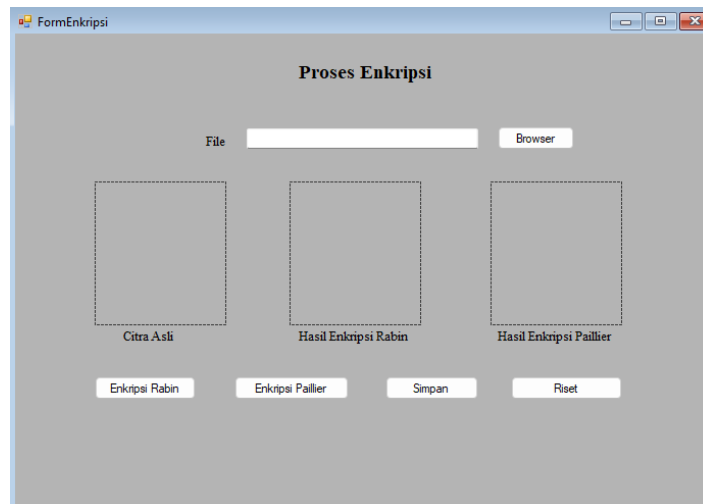 FormEnkripsi
Proses Enkripsi
File Browser
Citra Asli Hasil Enkripsi Rabin Hasil Enkripsi Paillier
Enkripsi Rabin Enkripsi Paillier Simpan Riset